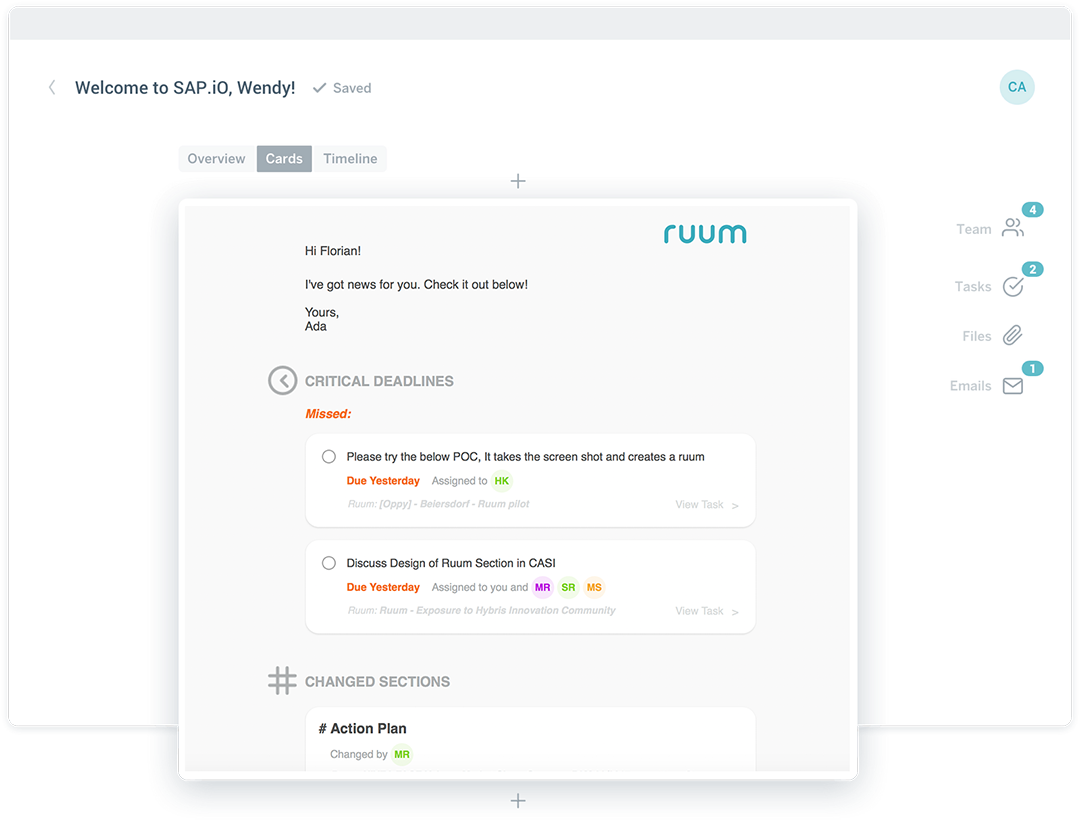 Welcome to SAP.iO, Wendy! Saved
CA
Overview Cards Timeline
ruum
Hi Florian!
I've got news for you. Check it out below!
Yours,
Ada
CRITICAL DEADLINES
Missed:
Please try the below POC, It takes the screen shot and creates a ruum
Due Yesterday Assigned to HK
Ruum: [Oppy] - Beiersdorf - Ruum pilot View Task >
Discuss Design of Ruum Section in CASI
Due Yesterday Assigned to you and MR SR MS
Ruum: Ruum - Exposure to Hybris Innovation Community View Task >
# CHANGED SECTIONS
# Action Plan
Changed by MR
Team 4
Tasks 2
Files
Emails 1